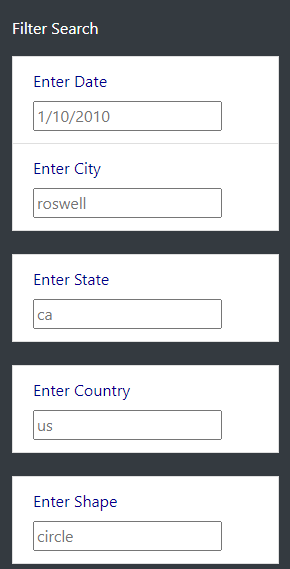 Filter Search
Enter Date
1/10/2010
Enter City
roswell
Enter State
ca
Enter Country
us
Enter Shape
circle